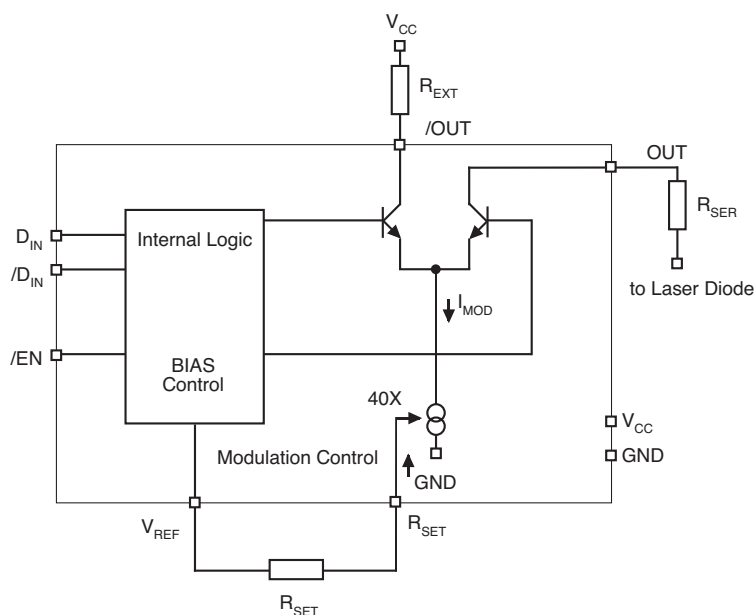 VCC
REXT
/OUT
OUT
RSER
DIN
Internal Logic
/DIN
to Laser Diode
IMOD
/EN
BIAS
Control
40X
VCC
Modulation Control
GND
GND
VREF
RSET
RSET